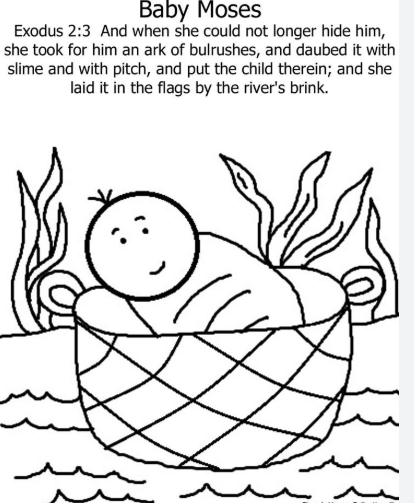 Baby Moses
Exodus 2:3  And when she could not longer hide him,
she took for him an ark of bulrushes, and daubed it with
slime and with pitch, and put the child therein; and she
laid it in the flags by the river's brink.